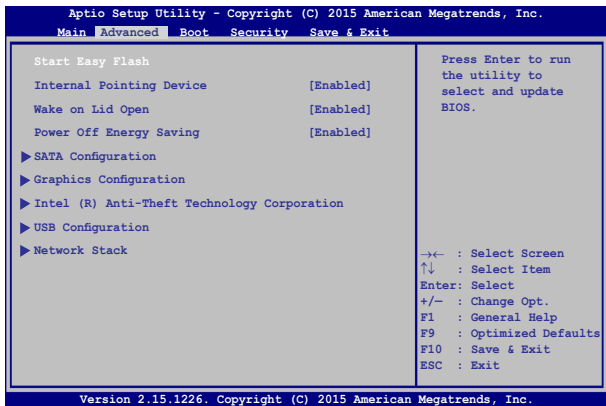 Aptio Setup Utility - Copyright (C) 2015 American Megatrends, Inc.
Main Advanced Boot Security Save & Exit
Start Easy Flash
Internal Pointing Device [Enabled]
Wake on Lid Open [Enabled]
Power Off Energy Saving [Enabled]
SATA Configuration
Graphics Configuration
Intel (R) Anti-Theft Technology Corporation
USB Configuration
Network Stack
Press Enter to run
the utility to
select and update
BIOS.
→← : Select Screen
↑↓ : Select Item
Enter: Select
+/— : Change Opt.
F1 : General Help
F9 : Optimized Defaults
F10 : Save & Exit
ESC : Exit
Version 2.15.1226. Copyright (C) 2015 American Megatrends, Inc.